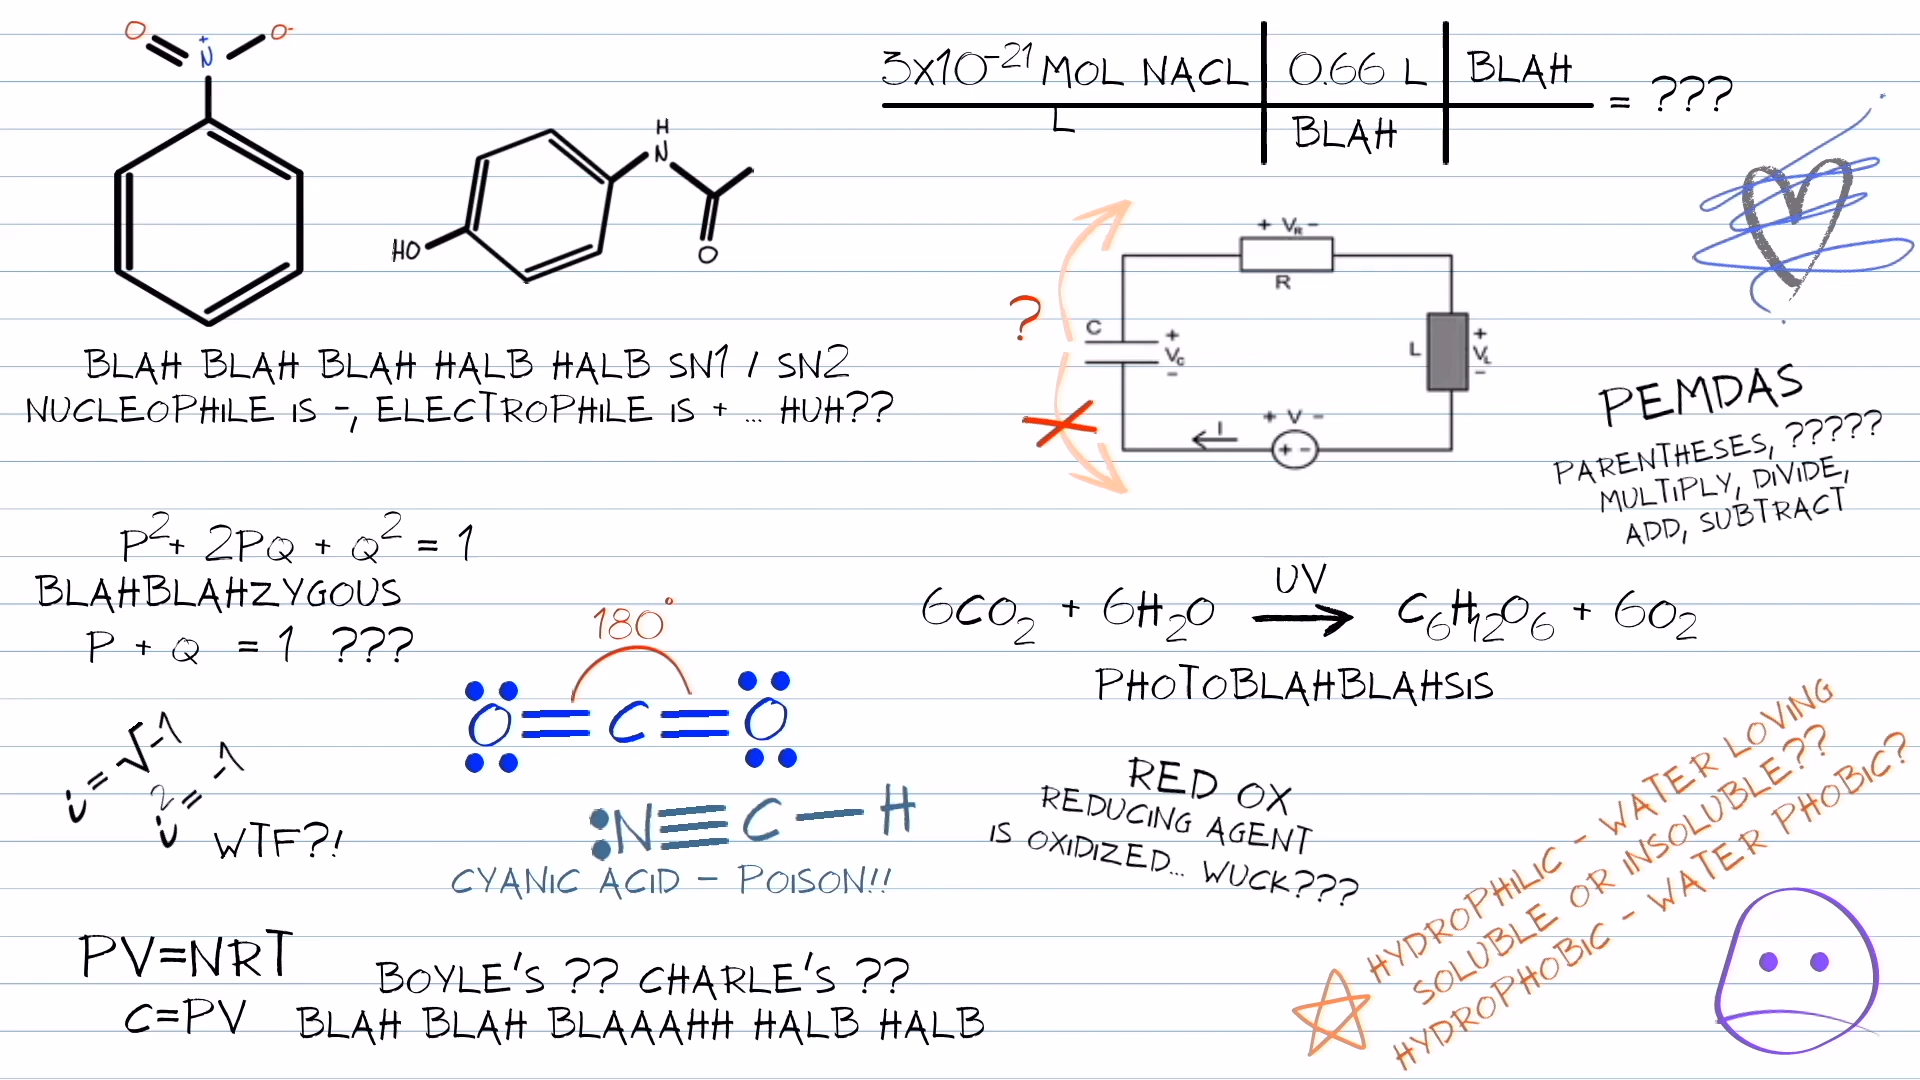 O N + O-
HO H N O
BLAH BLAH BLAH HALB HALB SN1 / SN2
NUCLEOPHILE IS -, ELECTROPHILE IS + ... HUH??
3x10⁻²¹ MOL NACL | 0.66 L | BLAH
L | BLAH
= ???
+ VR -
R
?
C + Vc -
L + VL -
+ V -
I
+ -
PEMDAS
PARENTHESES, ?????
MULTIPLY, DIVIDE,
ADD, SUBTRACT
P² + 2PQ + Q² = 1
BLAHBLAHZYGOUS
P + Q = 1 ???
UV
6CO₂ + 6H₂O → C₆H₁₂O₆ + 6O₂
PHOTOBLAHBLAHSIS
180°
O=C=O
i = √-1
i² = -1
WTF?!
:N≡C-H
CYANIC ACID - POISON!!
RED OX
REDUCING AGENT
IS OXIDIZED... WUCK???
HYDROPHILIC - WATER LOVING
SOLUBLE OR INSOLUBLE??
HYDROPHOBIC - WATER PHOBIC?
PV=NRT
C=PV
BOYLE'S ?? CHARLE'S ??
BLAH BLAH BLAAAHH HALB HALB